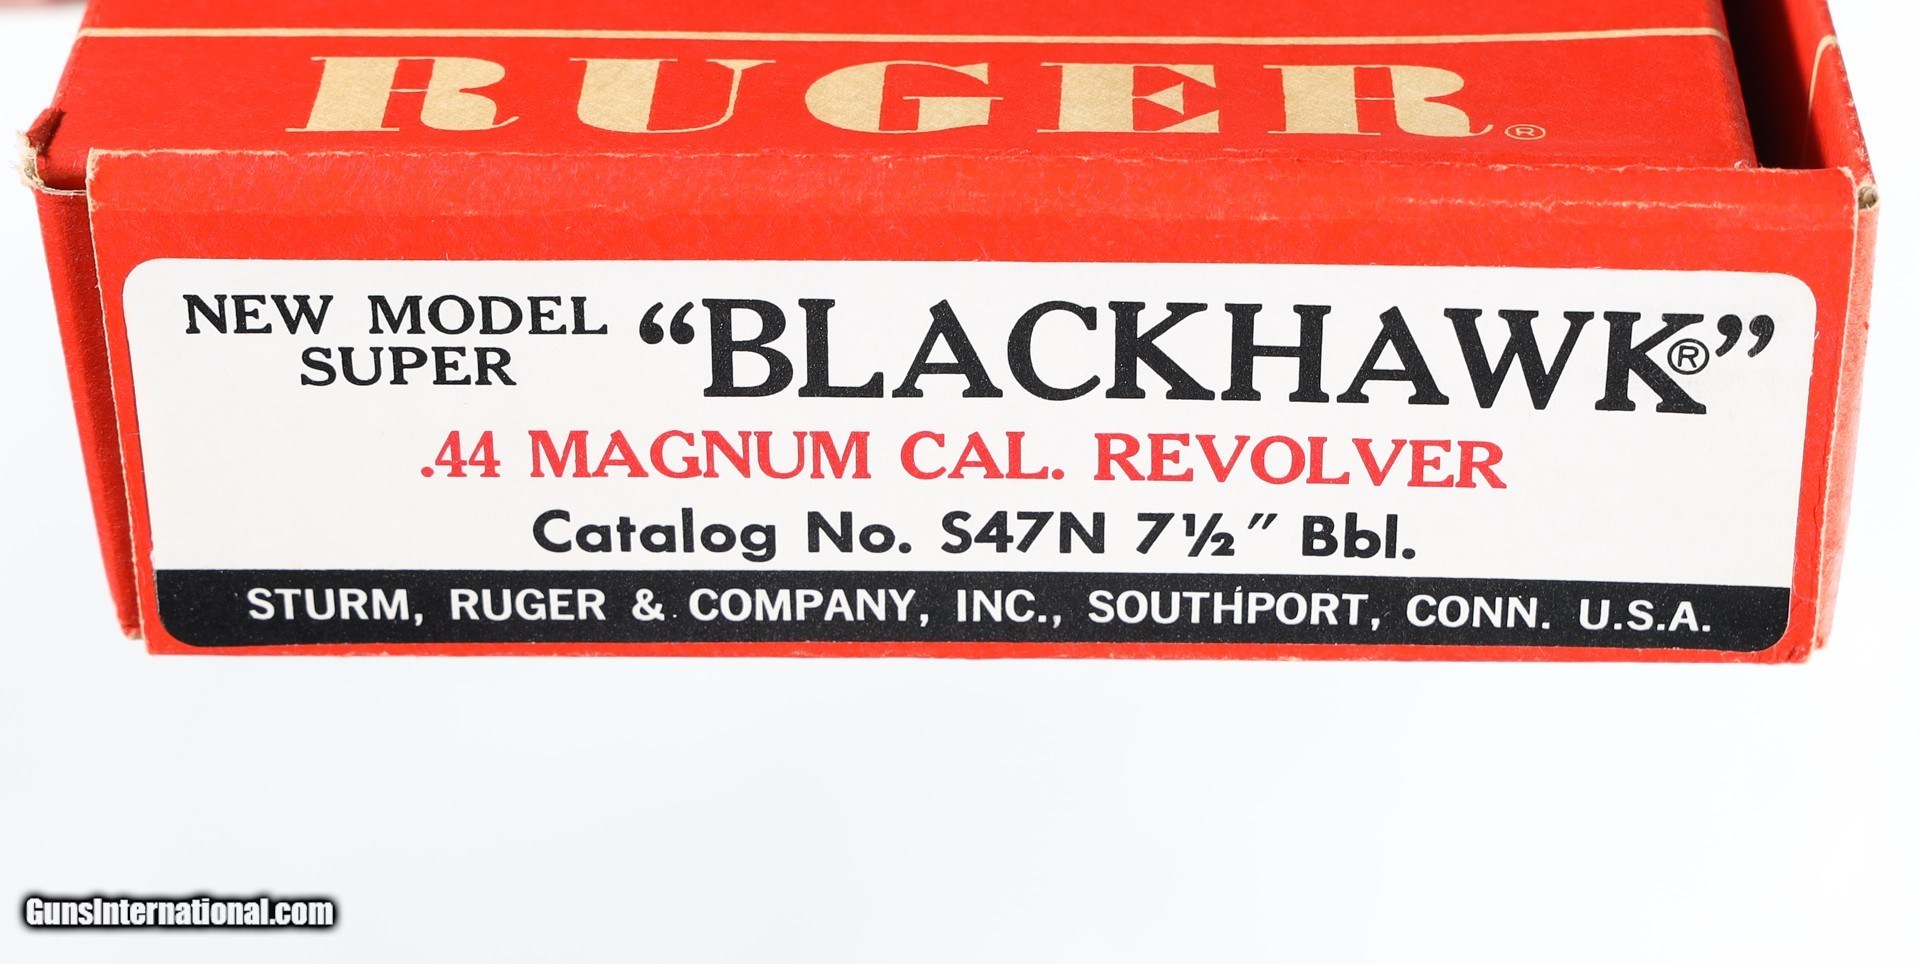 RUGER®
NEW MODEL SUPER “BLACKHAWK®”
.44 MAGNUM CAL. REVOLVER
Catalog No. S47N 7½″ Bbl.
STURM, RUGER & COMPANY, INC., SOUTHPORT, CONN. U.S.A.
GunsInternational.com